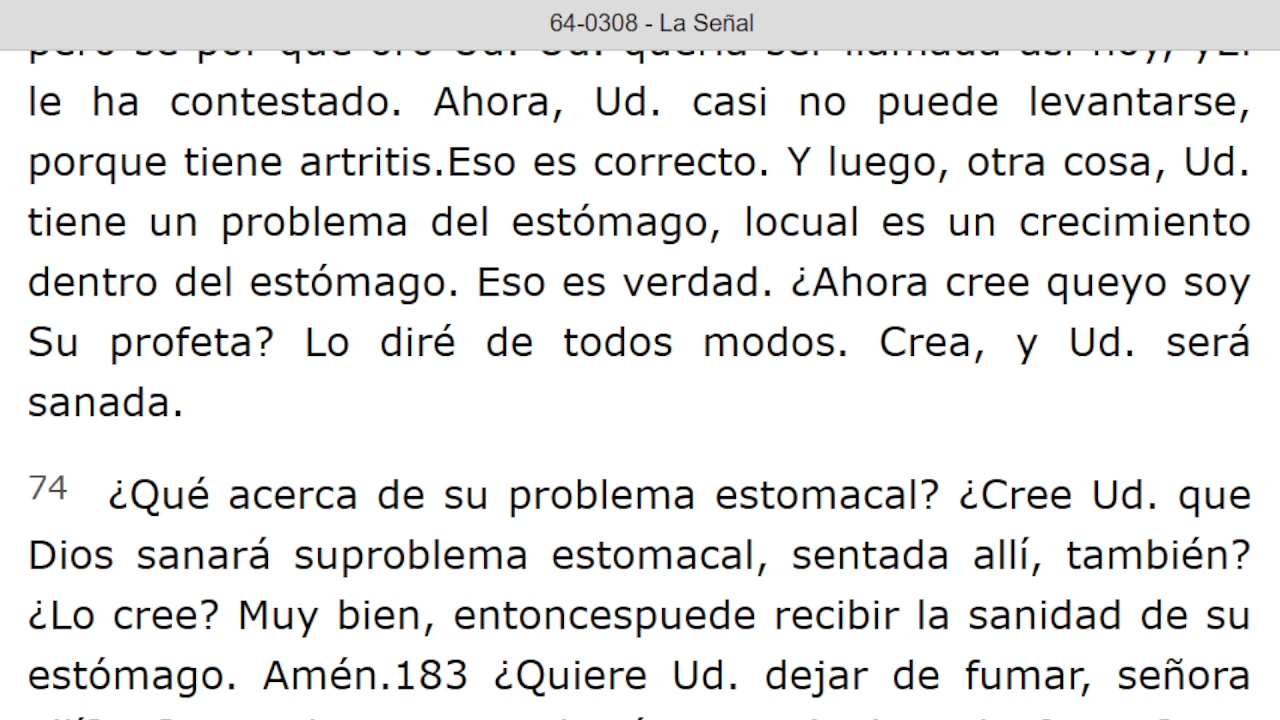 64-0308 - La Señal
le ha contestado. Ahora, Ud. casi no puede levantarse,
porque tiene artritis.Eso es correcto. Y luego, otra cosa, Ud.
tiene un problema del estómago, locual es un crecimiento
dentro del estómago. Eso es verdad. ¿Ahora cree queyo soy
Su profeta? Lo diré de todos modos. Crea, y Ud. será
sanada.
74 ¿Qué acerca de su problema estomacal? ¿Cree Ud. que
Dios sanará suproblema estomacal, sentada allí, también?
¿Lo cree? Muy bien, entoncespuede recibir la sanidad de su
estómago. Amén.183 ¿Quiere Ud. dejar de fumar, señora